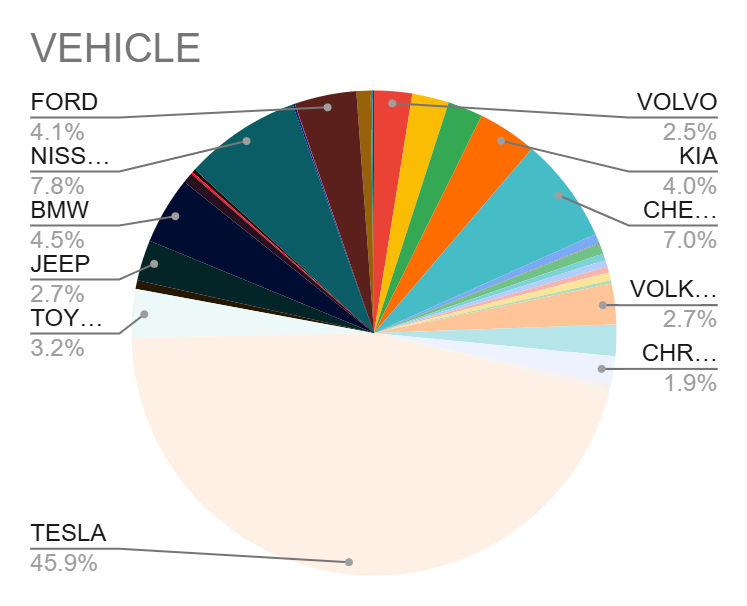 VEHICLE
FORD
4.1%
NISS…
7.8%
BMW
4.5%
JEEP
2.7%
TOY…
3.2%
TESLA
45.9%
VOLVO
2.5%
KIA
4.0%
CHE…
7.0%
VOLK…
2.7%
CHR…
1.9%